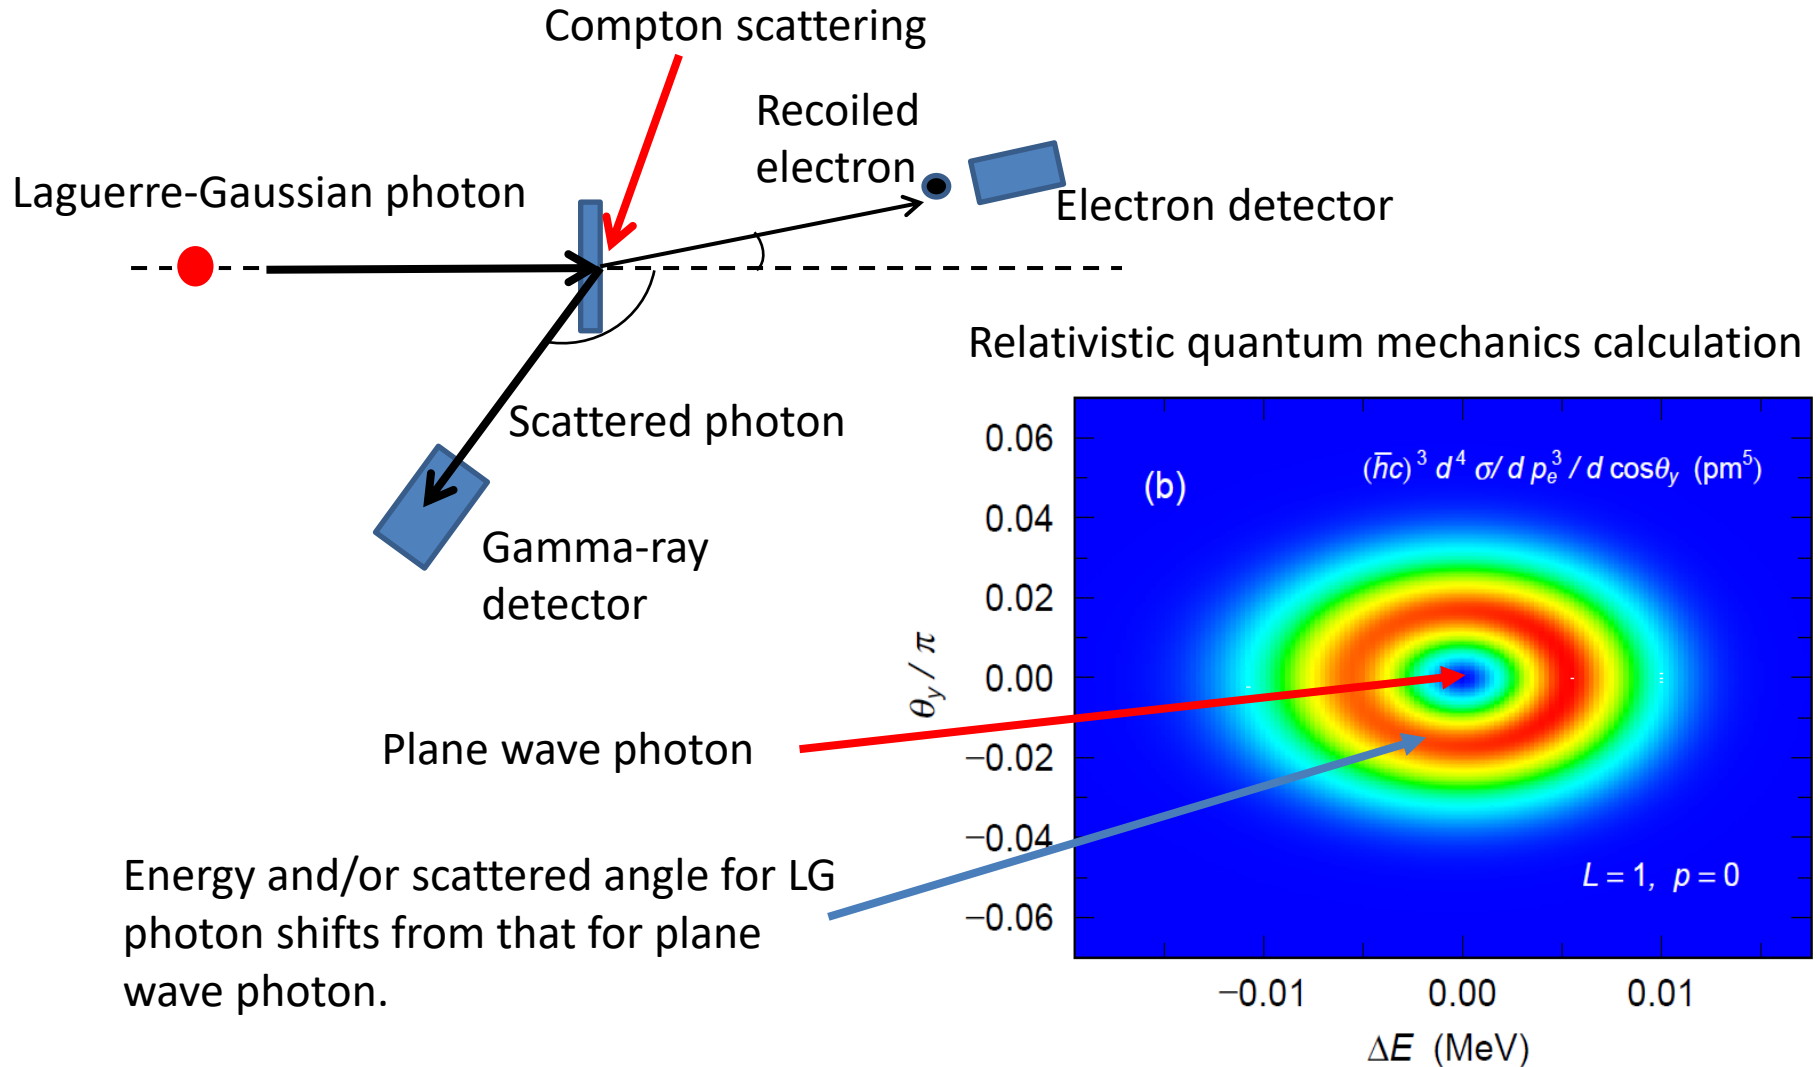 Compton scattering
Recoiled
electron
Laguerre-Gaussian photon
Electron detector
Scattered photon
Gamma-ray
detector
Relativistic quantum mechanics calculation
(b)
(ħc)³ d⁴ σ/ d pₑ³ / d cosθ_y (pm⁵)
0.06
0.04
0.02
0.00
−0.02
−0.04
−0.06
θ_y / π
L = 1, p = 0
−0.01 0.00 0.01
ΔE (MeV)
Plane wave photon
Energy and/or scattered angle for LG
photon shifts from that for plane
wave photon.